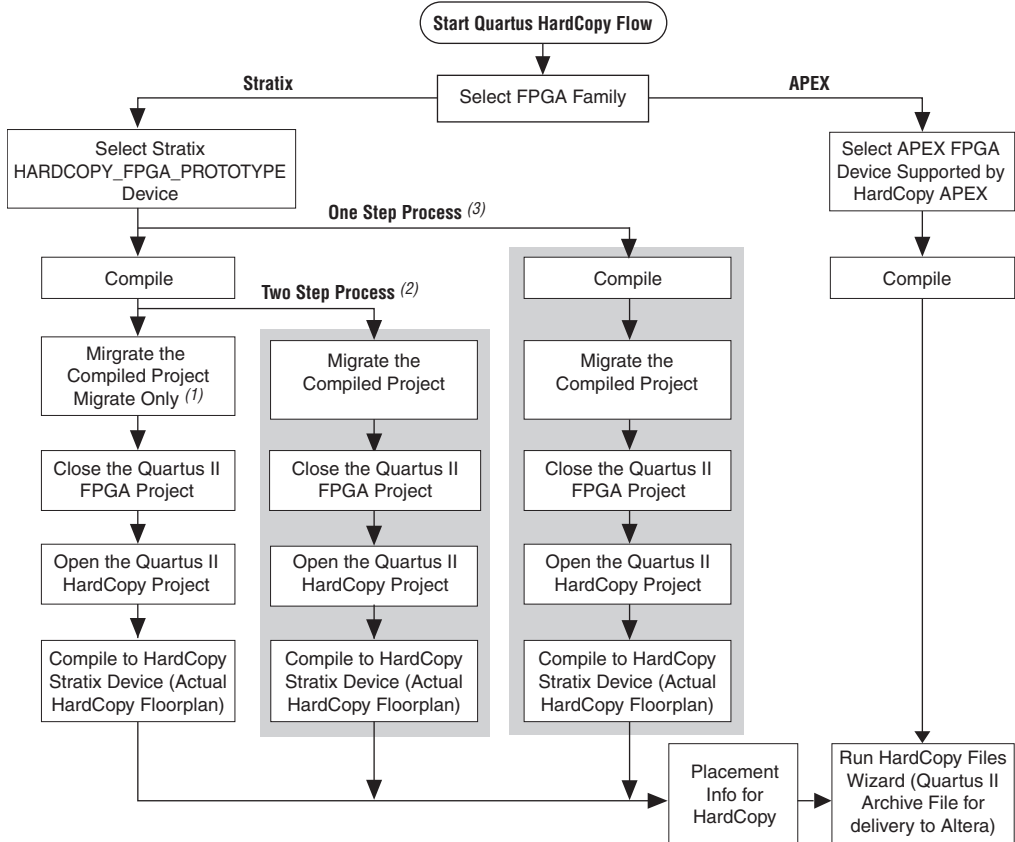 Start Quartus HardCopy Flow
Stratix
APEX
Select FPGA Family
Select Stratix
HARDCOPY_FPGA_PROTOTYPE
Device
Select APEX FPGA
Device Supported by
HardCopy APEX
One Step Process (3)
Compile
Compile
Compile
Two Step Process (2)
Mirgrate the
Compiled Project
Migrate Only (1)
Migrate the
Compiled Project
Migrate the
Compiled Project
Close the Quartus II
FPGA Project
Close the Quartus II
FPGA Project
Close the Quartus II
FPGA Project
Open the Quartus II
HardCopy Project
Open the Quartus II
HardCopy Project
Open the Quartus II
HardCopy Project
Compile to HardCopy
Stratix Device (Actual
HardCopy Floorplan)
Compile to HardCopy
Stratix Device (Actual
HardCopy Floorplan)
Compile to HardCopy
Stratix Device (Actual
HardCopy Floorplan)
Placement
Info for
HardCopy
Run HardCopy Files
Wizard (Quartus II
Archive File for
delivery to Altera)